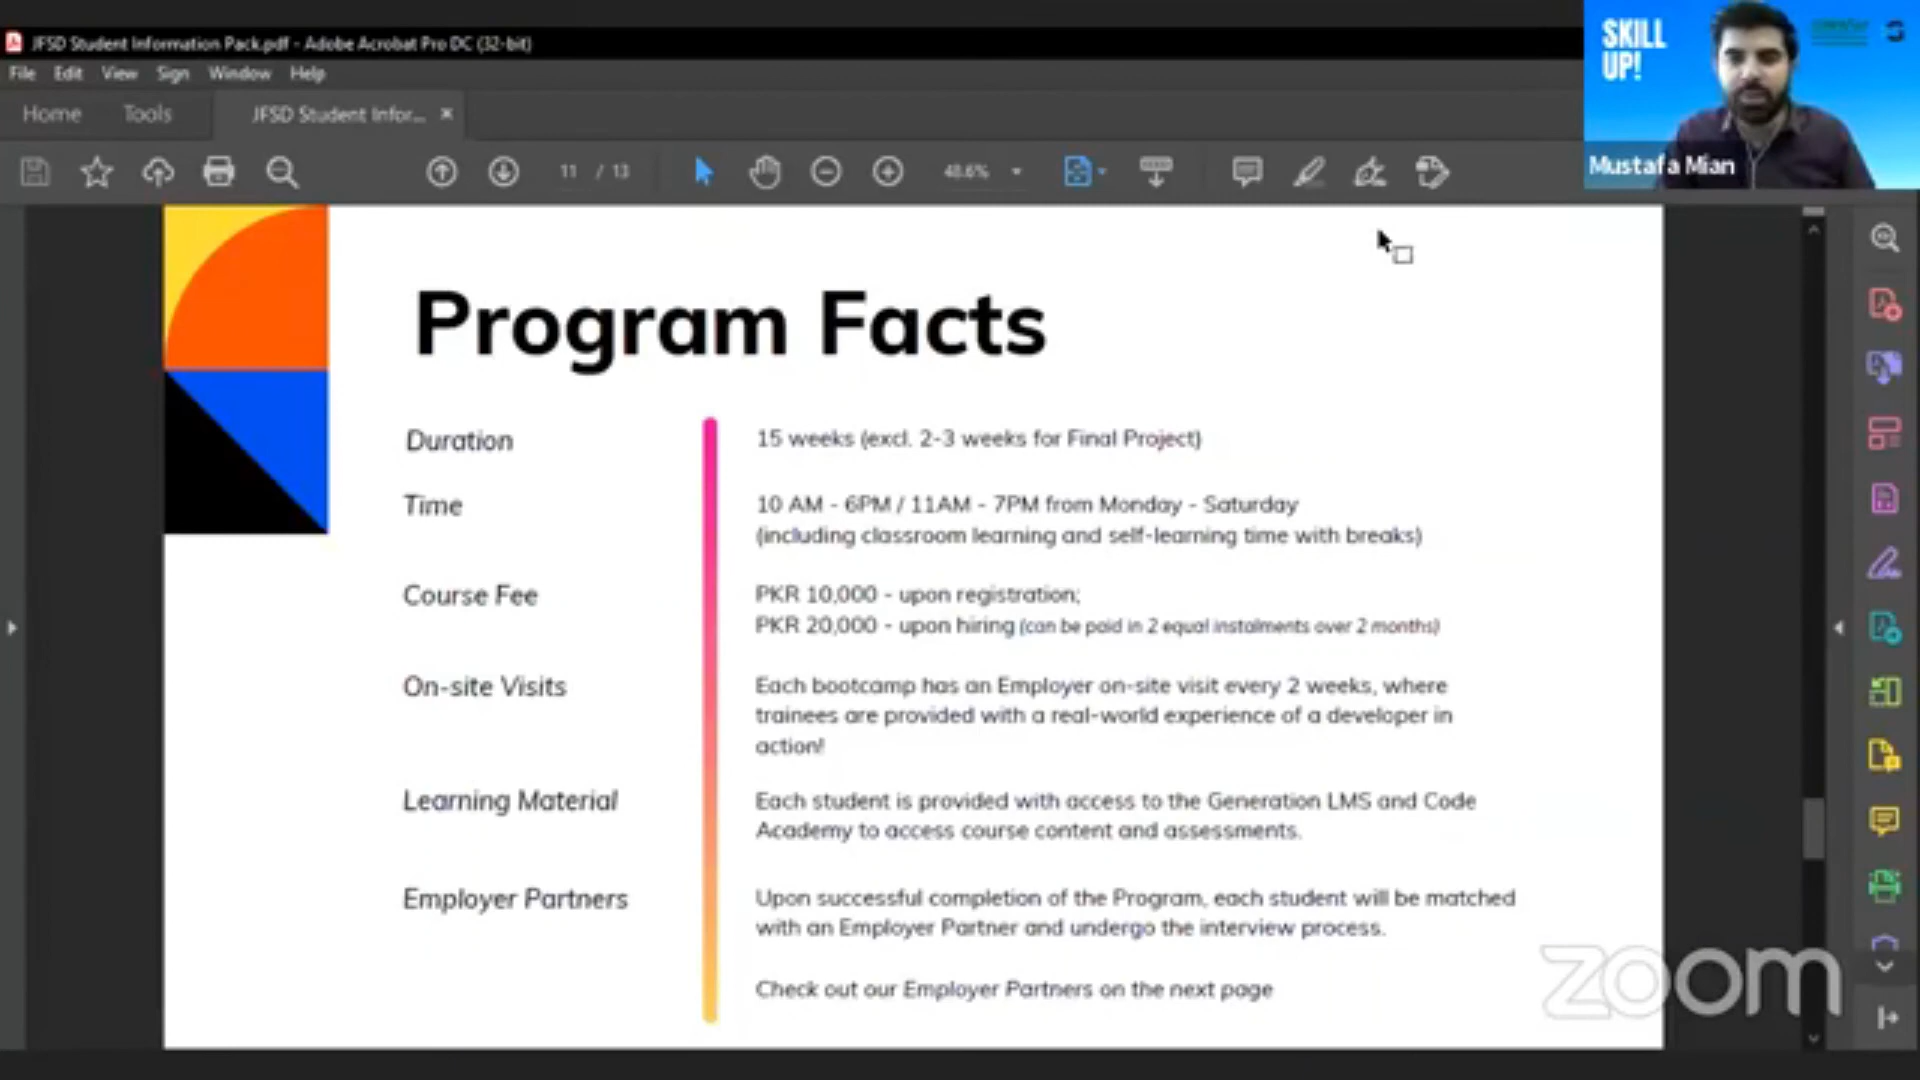 JFSD Student Information Pack.pdf - Adobe Acrobat Pro DC (32-bit)
File Edit View Sign Window Help
Home Tools JFSD Student Infor... ×
11 / 13 48.6%
SKILL
UP!
Mustafa Mian
Program Facts
Duration
15 weeks (excl. 2-3 weeks for Final Project)
Time
10 AM - 6PM / 11AM - 7PM from Monday - Saturday
(including classroom learning and self-learning time with breaks)
Course Fee
PKR 10,000 - upon registration;
PKR 20,000 - upon hiring (can be paid in 2 equal instalments over 2 months)
On-site Visits
Each bootcamp has an Employer on-site visit every 2 weeks, where
trainees are provided with a real-world experience of a developer in
action!
Learning Material
Each student is provided with access to the Generation LMS and Code
Academy to access course content and assessments.
Employer Partners
Upon successful completion of the Program, each student will be matched
with an Employer Partner and undergo the interview process.
Check out our Employer Partners on the next page
zoom